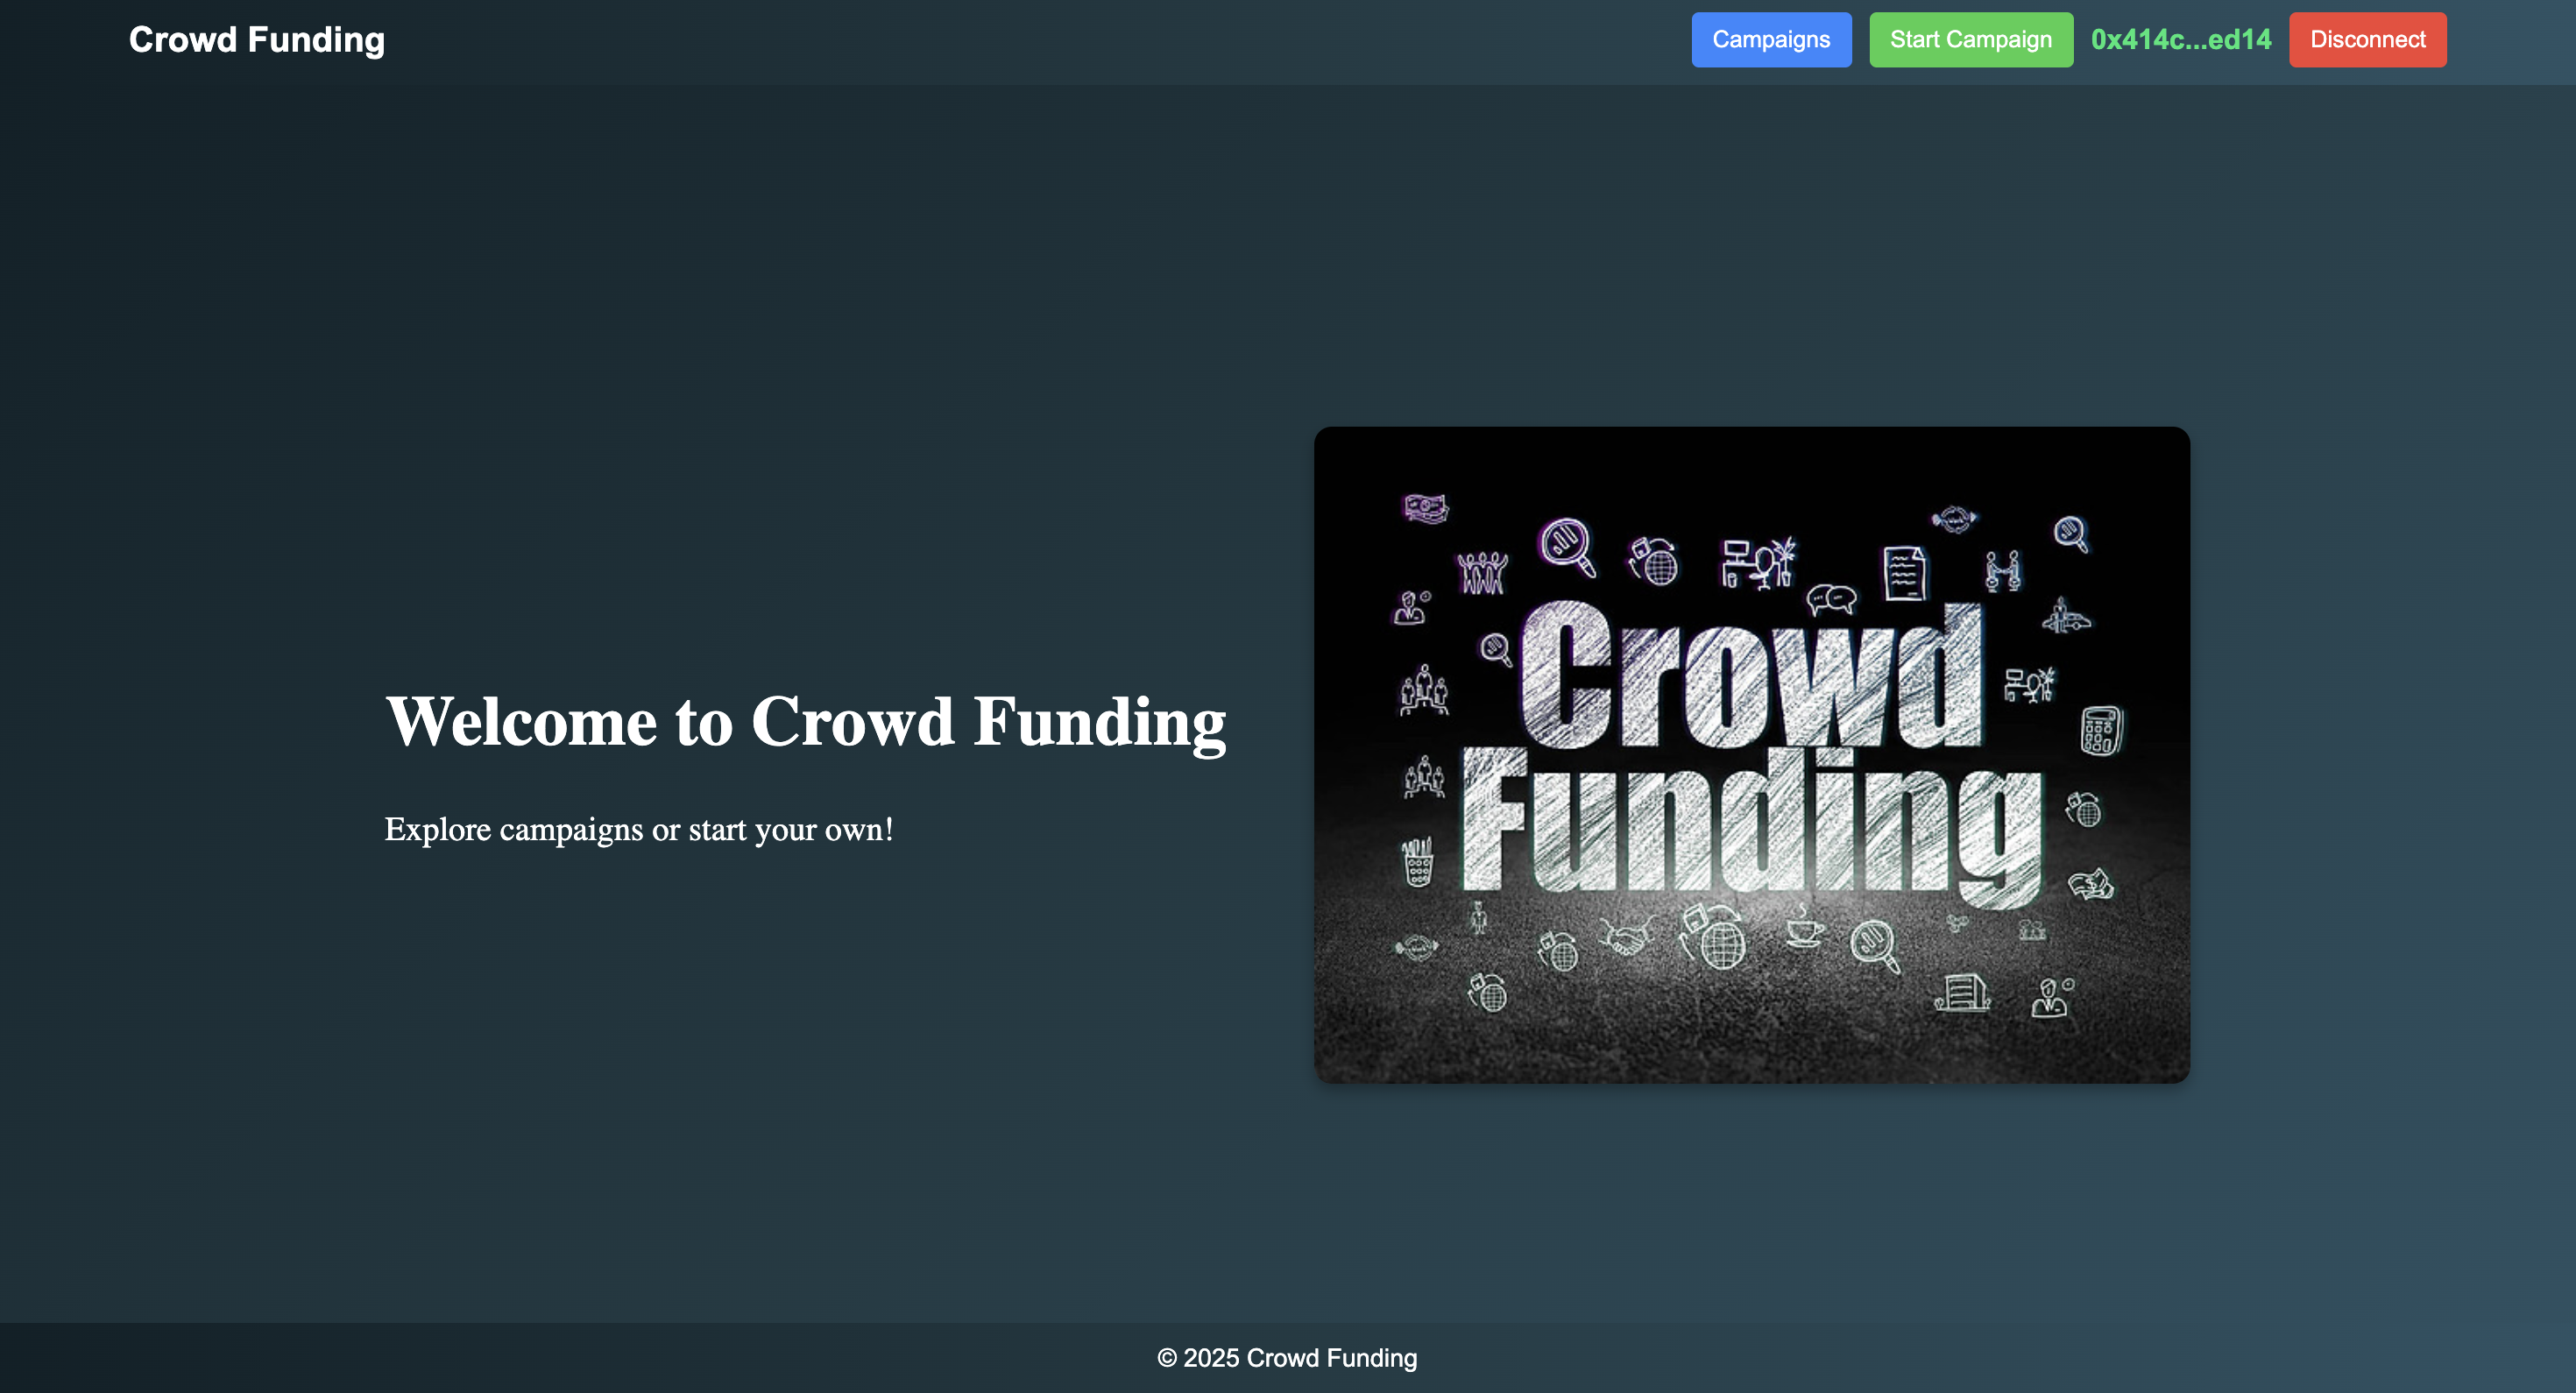 Crowd Funding
Campaigns
Start Campaign
0x414c...ed14
Disconnect
Welcome to Crowd Funding
Explore campaigns or start your own!
Crowd
Funding
© 2025 Crowd Funding